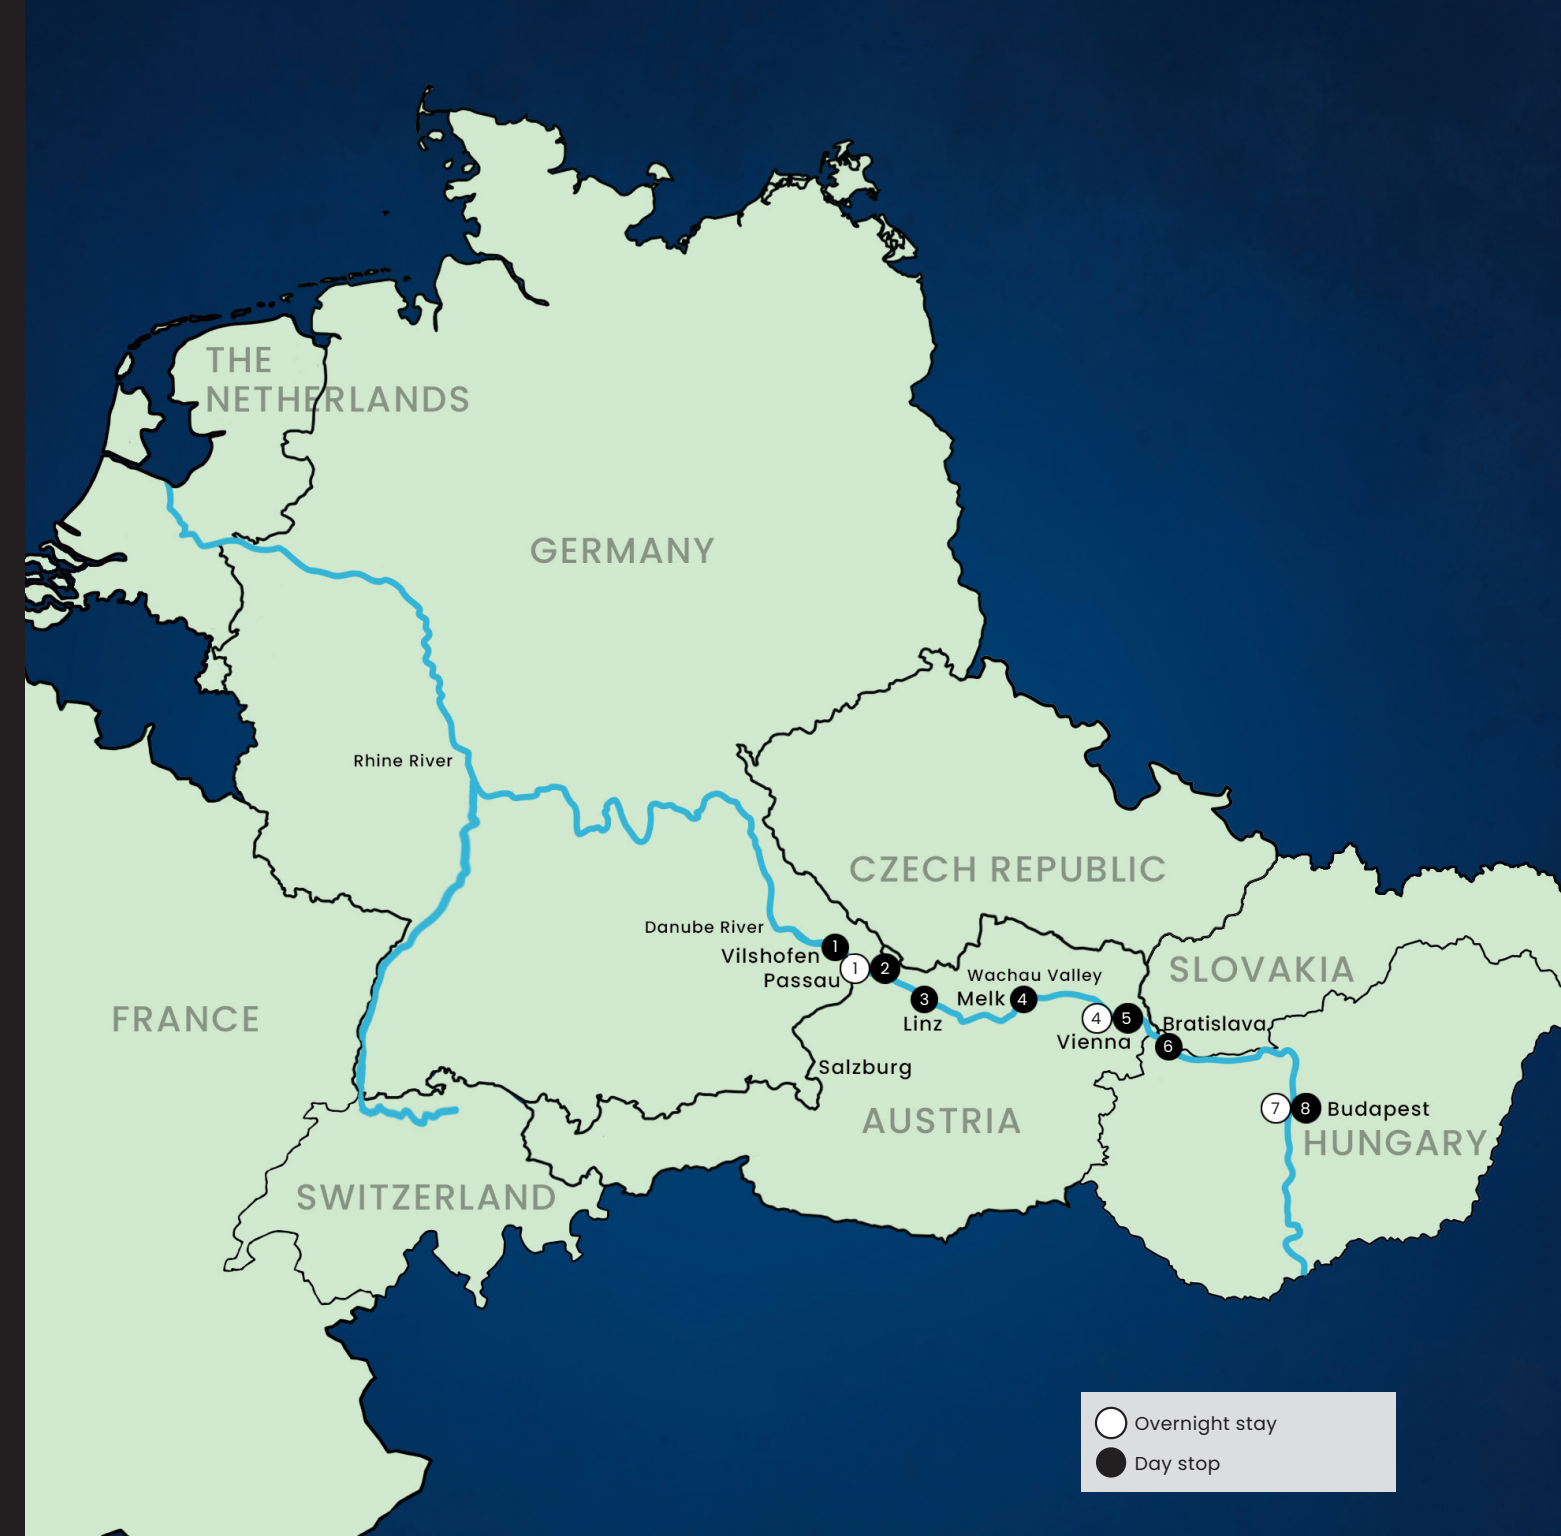 THE
NETHERLANDS
GERMANY
Rhine River
CZECH REPUBLIC
Danube River
1
Vilshofen
1
2
Passau
SLOVAKIA
Wachau Valley
3
Melk
4
FRANCE
Linz
4
5
Bratislava
Vienna
6
Salzburg
AUSTRIA
7
8
Budapest
HUNGARY
SWITZERLAND
Overnight stay
Day stop